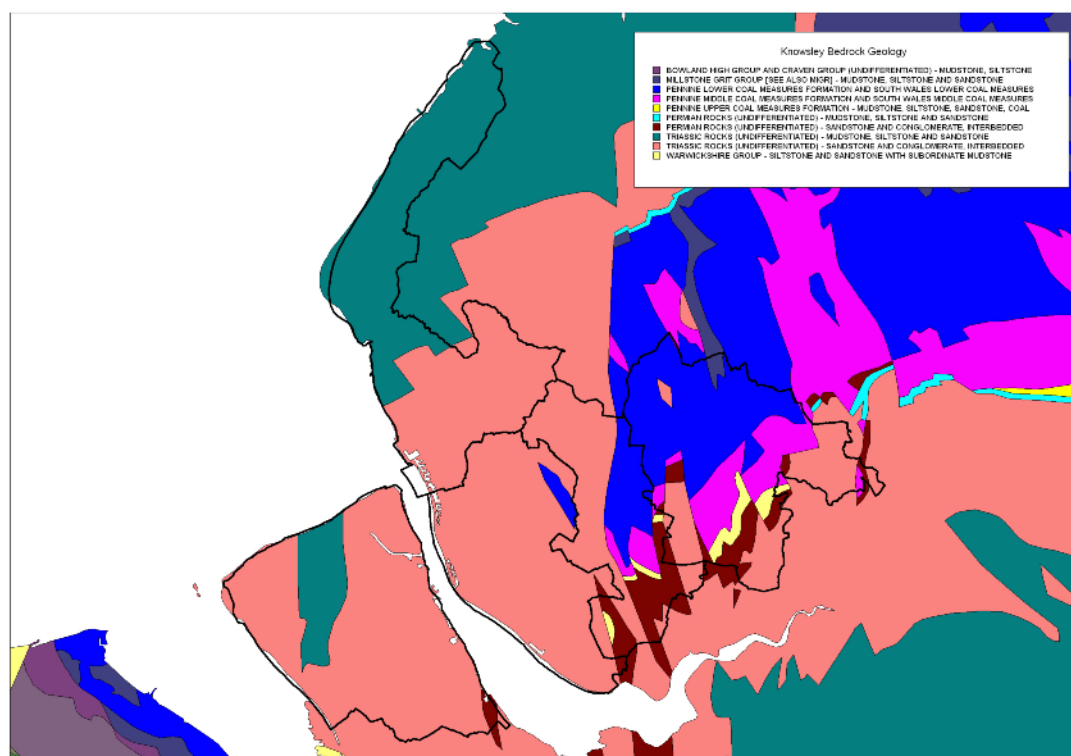 Knowsley Bedrock Geology
BOWLAND HIGH GROUP AND CRAVEN GROUP (UNDIFFERENTIATED) - MUDSTONE, SILTSTONE
MILLSTONE GRIT GROUP [SEE ALSO MIGR] - MUDSTONE, SILTSTONE AND SANDSTONE
PENNINE LOWER COAL MEASURES FORMATION AND SOUTH WALES LOWER COAL MEASURES
PENNINE MIDDLE COAL MEASURES FORMATION AND SOUTH WALES MIDDLE COAL MEASURES
PENNINE UPPER COAL MEASURES FORMATION - MUDSTONE, SILTSTONE, SANDSTONE, COAL
PERMIAN ROCKS (UNDIFFERENTIATED) - MUDSTONE, SILTSTONE AND SANDSTONE
PERMIAN ROCKS (UNDIFFERENTIATED) - SANDSTONE AND CONGLOMERATE, INTERBEDDED
TRIASSIC ROCKS (UNDIFFERENTIATED) - MUDSTONE, SILTSTONE AND SANDSTONE
TRIASSIC ROCKS (UNDIFFERENTIATED) - SANDSTONE AND CONGLOMERATE, INTERBEDDED
WARWICKSHIRE GROUP - SILTSTONE AND SANDSTONE WITH SUBORDINATE MUDSTONE